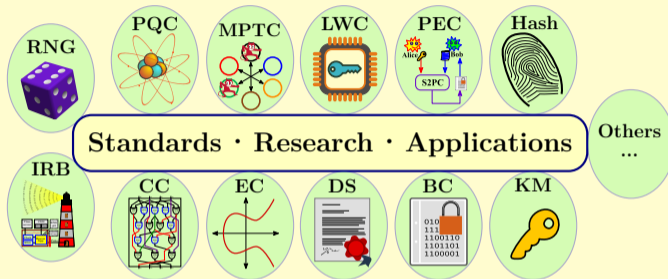 RNG
PQC
MPTC
LWC
PEC
Alice
Bob
S2PC
Hash
Standards · Research · Applications
Others
...
IRB
CC
EC
DS
BC
1100110
1101101
1100001
KM